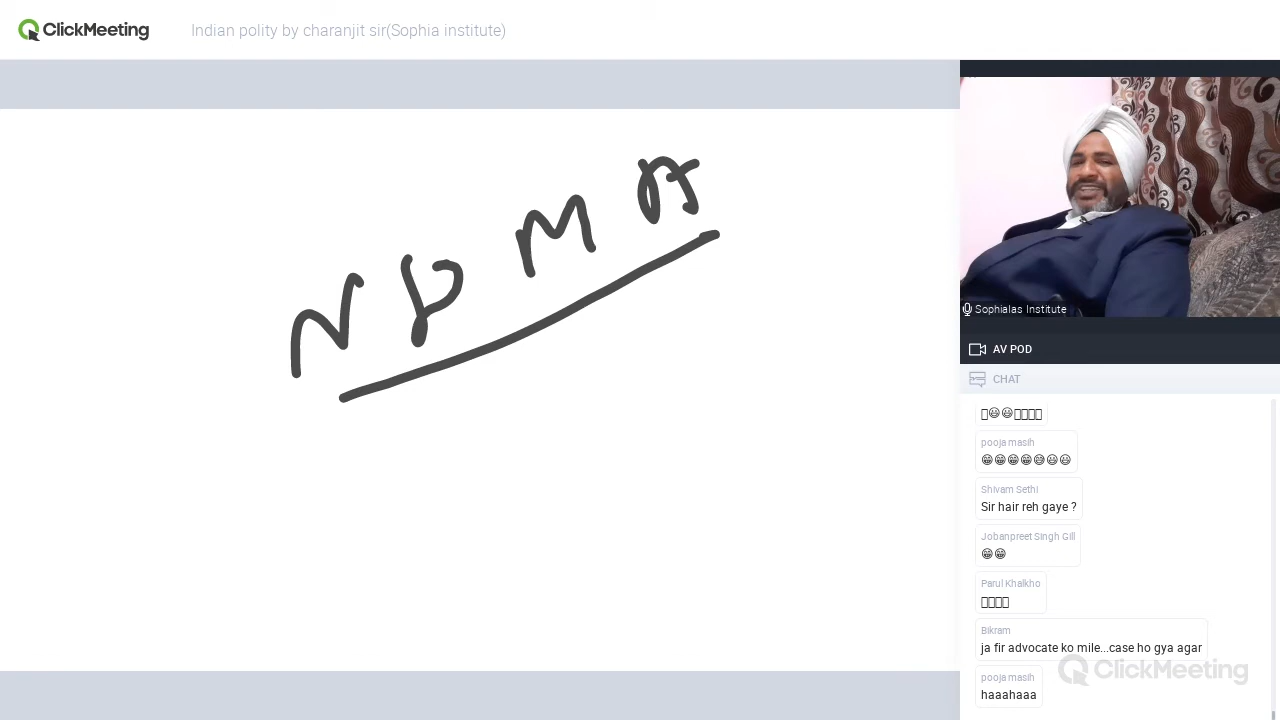 ClickMeeting
Indian polity by charanjit sir(Sophia institute)
NDMA
SophiaIas Institute
AV POD
CHAT
😃😃
pooja masih
😁😁😁😁😅😃😃
Shivam Sethi
Sir hair reh gaye ?
Jobanpreet Singh Gill
😁😁
Parul Khalkho
Bikram
ja fir advocate ko mile...case ho gya agar
ClickMeeting
pooja masih
haaahaaa